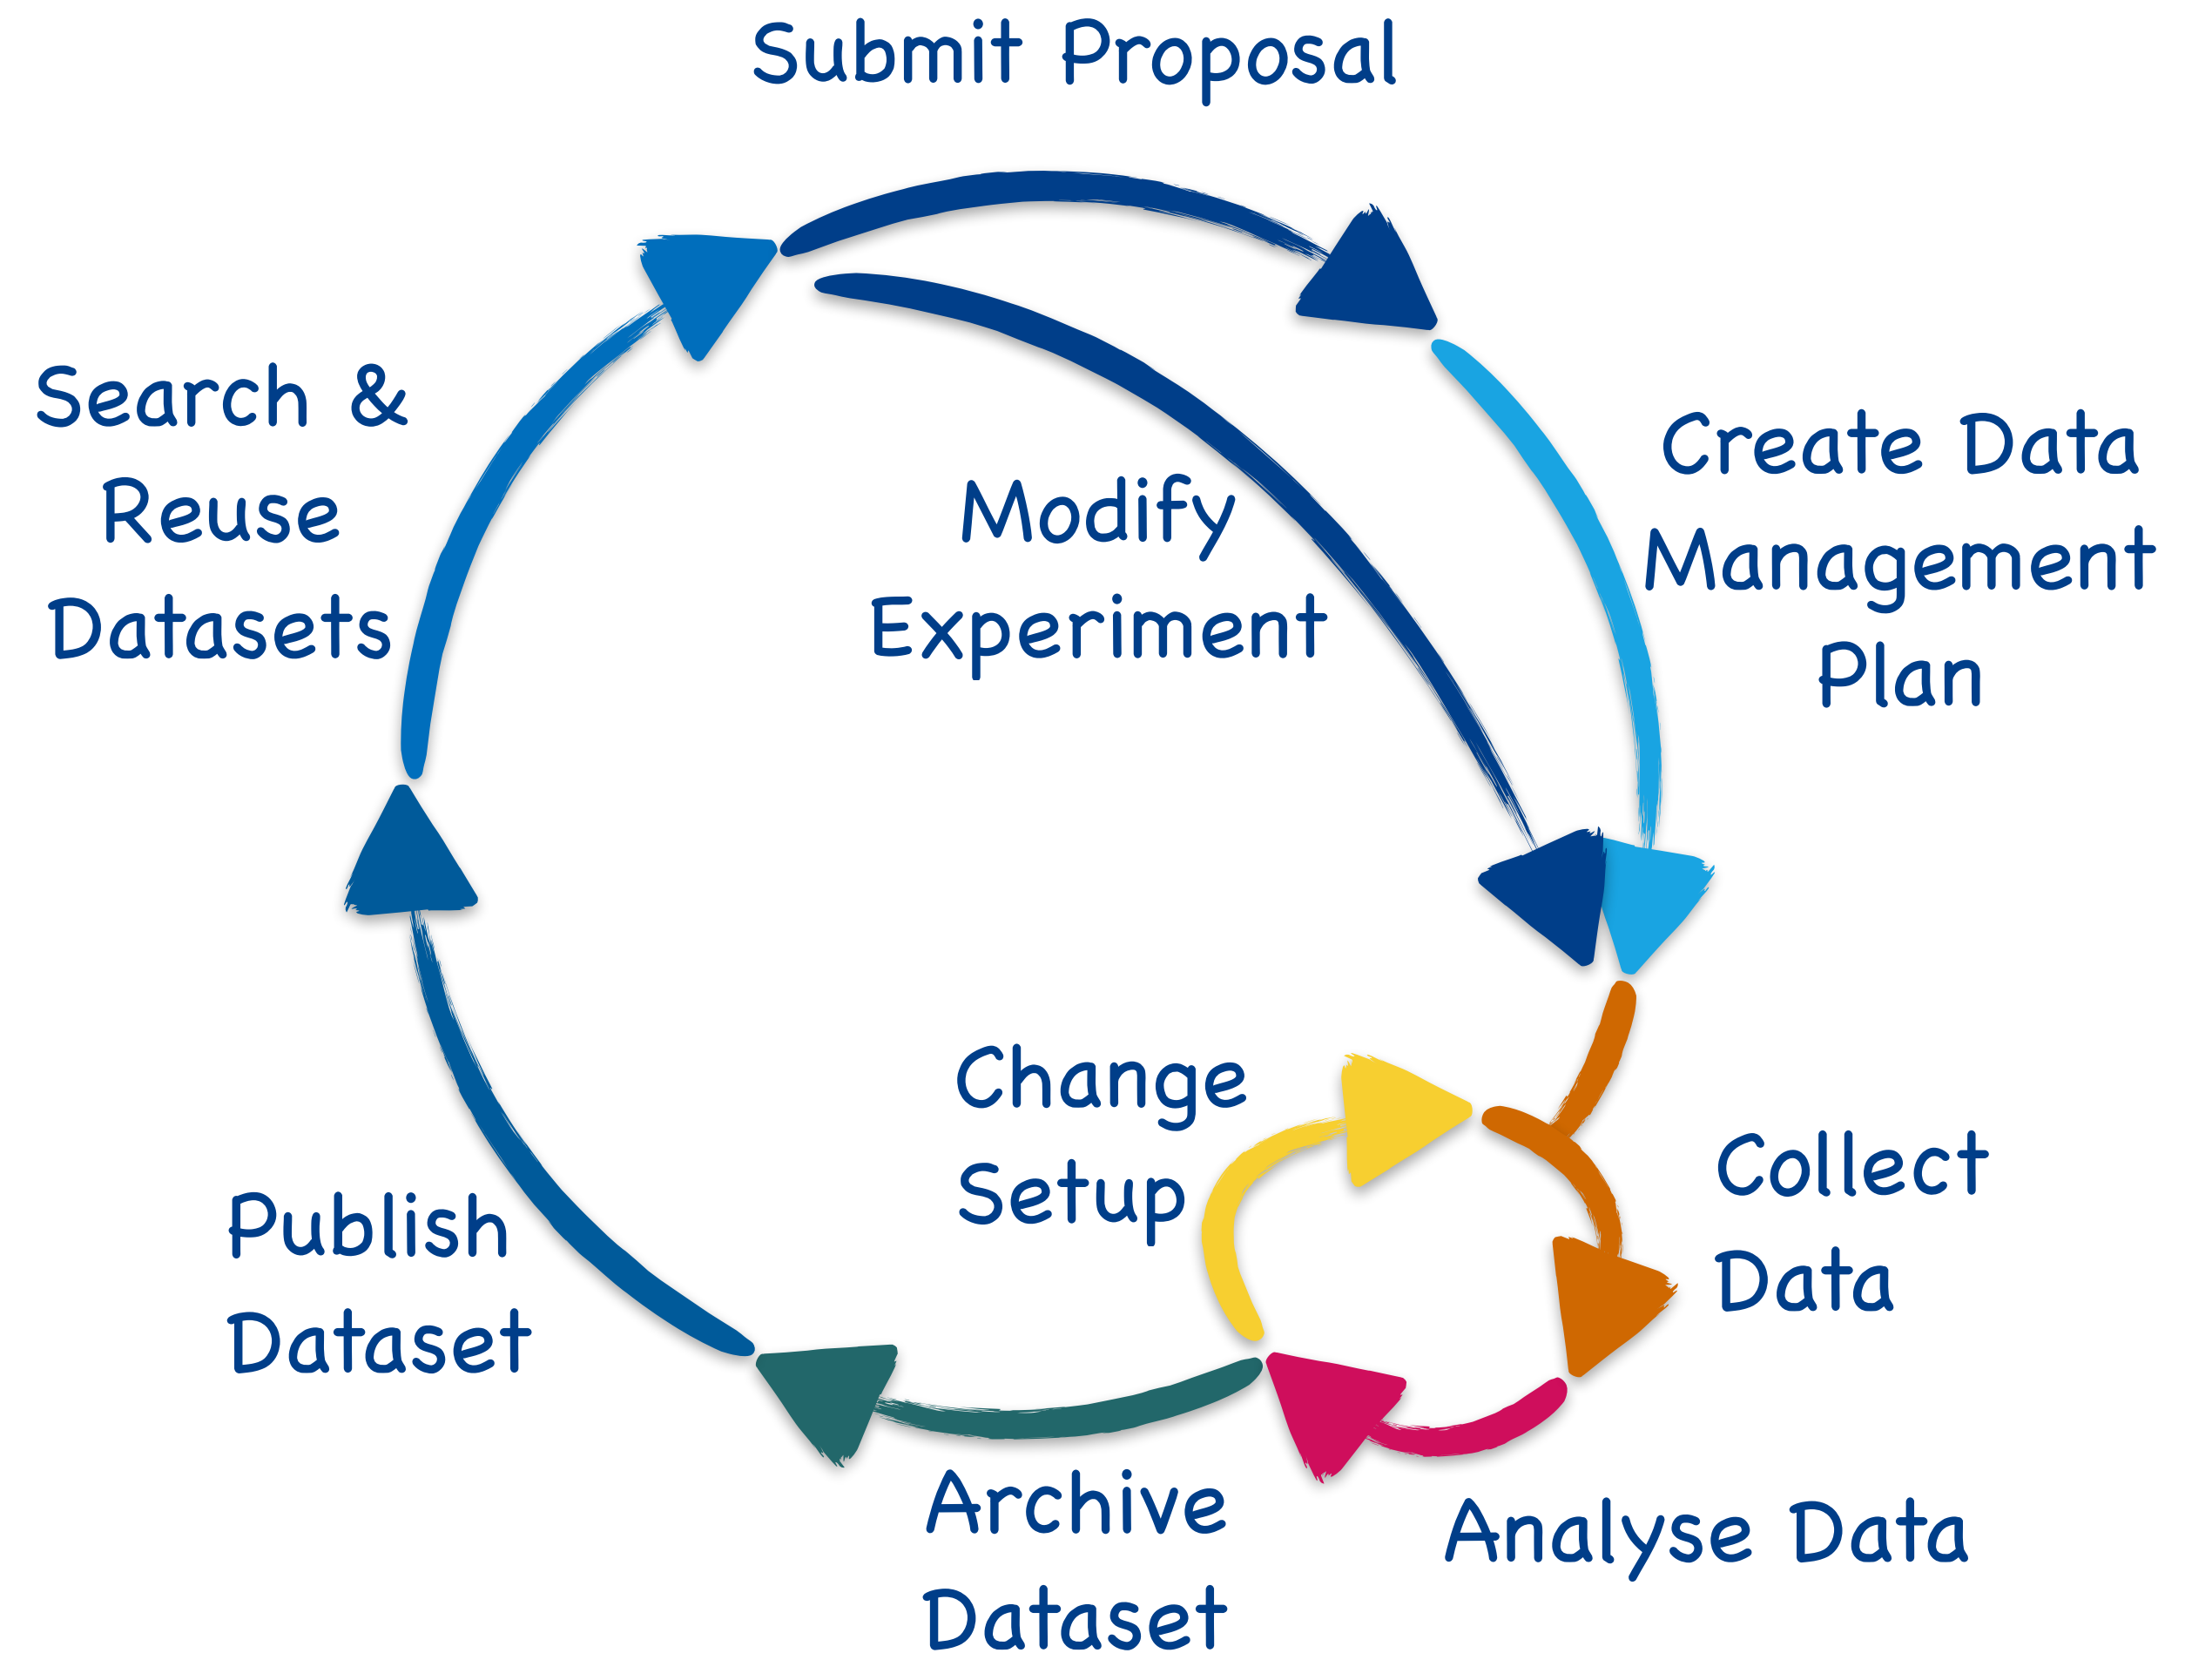 Submit Proposal
Search &
Reuse
Datasets
Modify
Experiment
Create Data
Management
Plan
Change
Setup
Collect
Data
Publish
Dataset
Archive
Dataset
Analyse Data